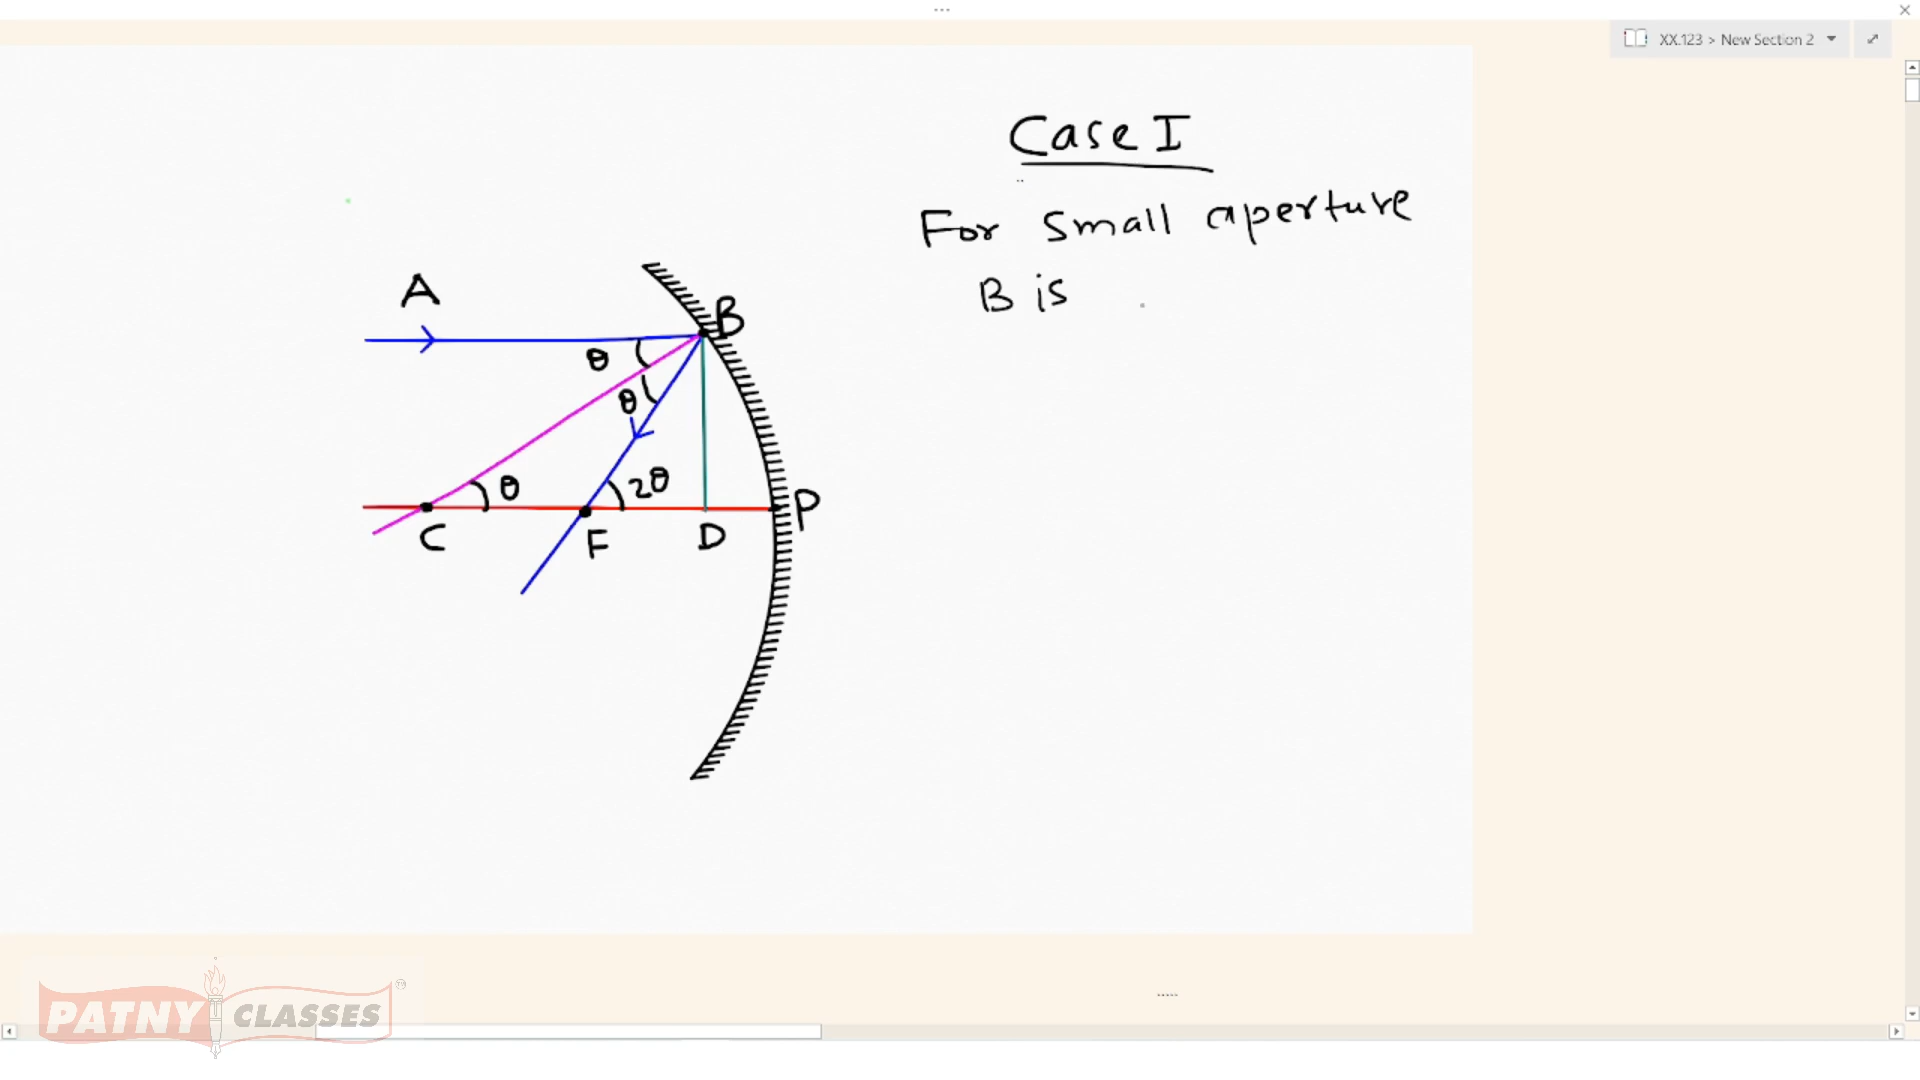 XX.123 > New Section 2
Case I
For small aperture
B is
A
B
θ
θ
θ
2θ
P
C
F
D
PATNY CLASSES